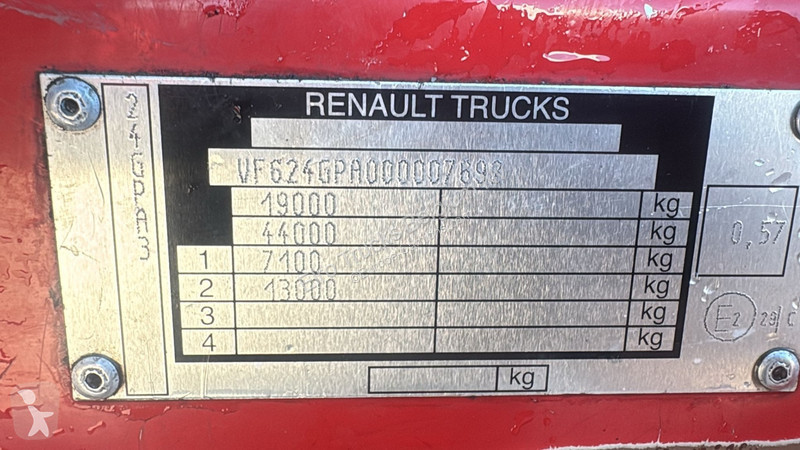 RENAULT TRUCKS
VF624GPA000007693
19000 kg
44000 kg
1 7100 kg
2 13000 kg
3 kg
4 kg
kg
24GPA3
0,57
E2 29 C